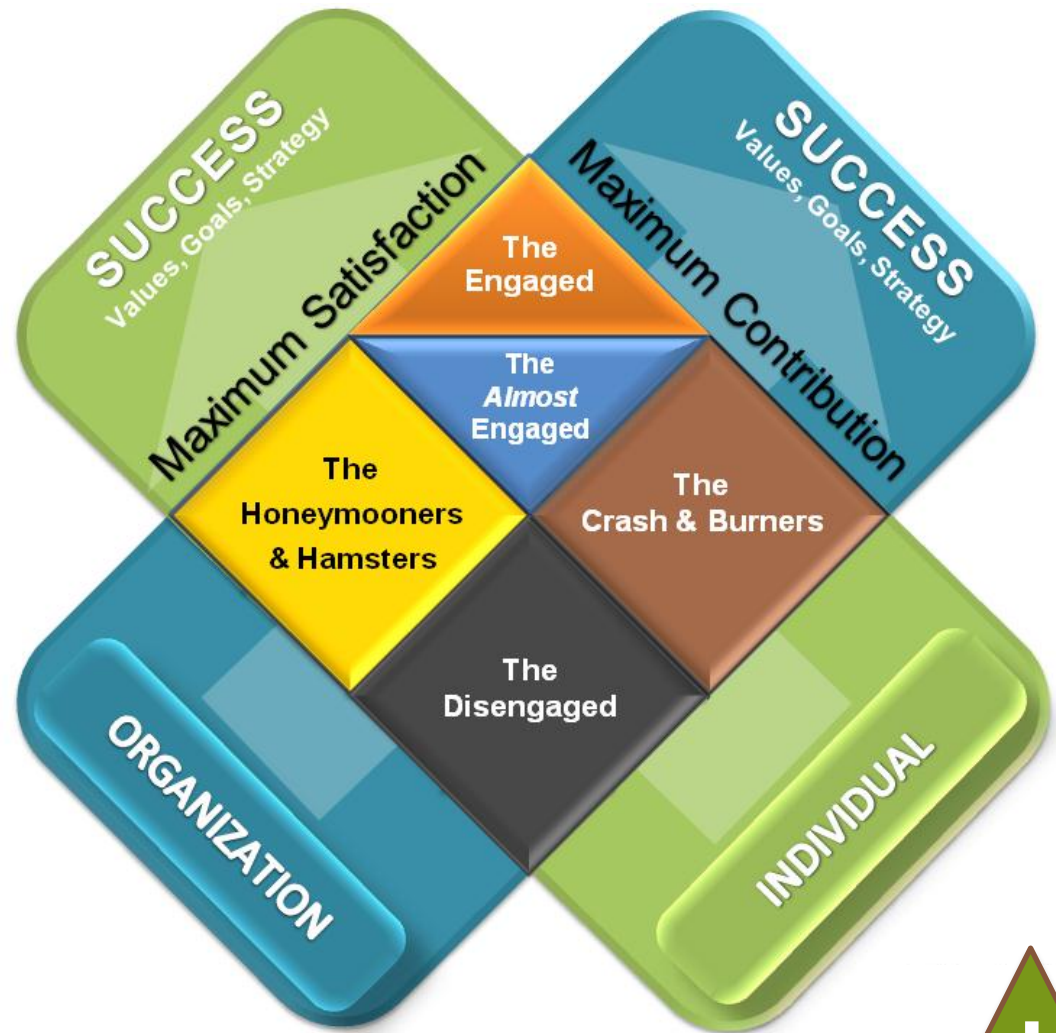 SUCCESS
Values, Goals, Strategy
Maximum Satisfaction
SUCCESS
Values, Goals, Strategy
Maximum Contribution
The
Engaged
The
Almost
Engaged
The
Honeymooners
& Hamsters
The
Crash & Burners
The
Disengaged
ORGANIZATION
INDIVIDUAL